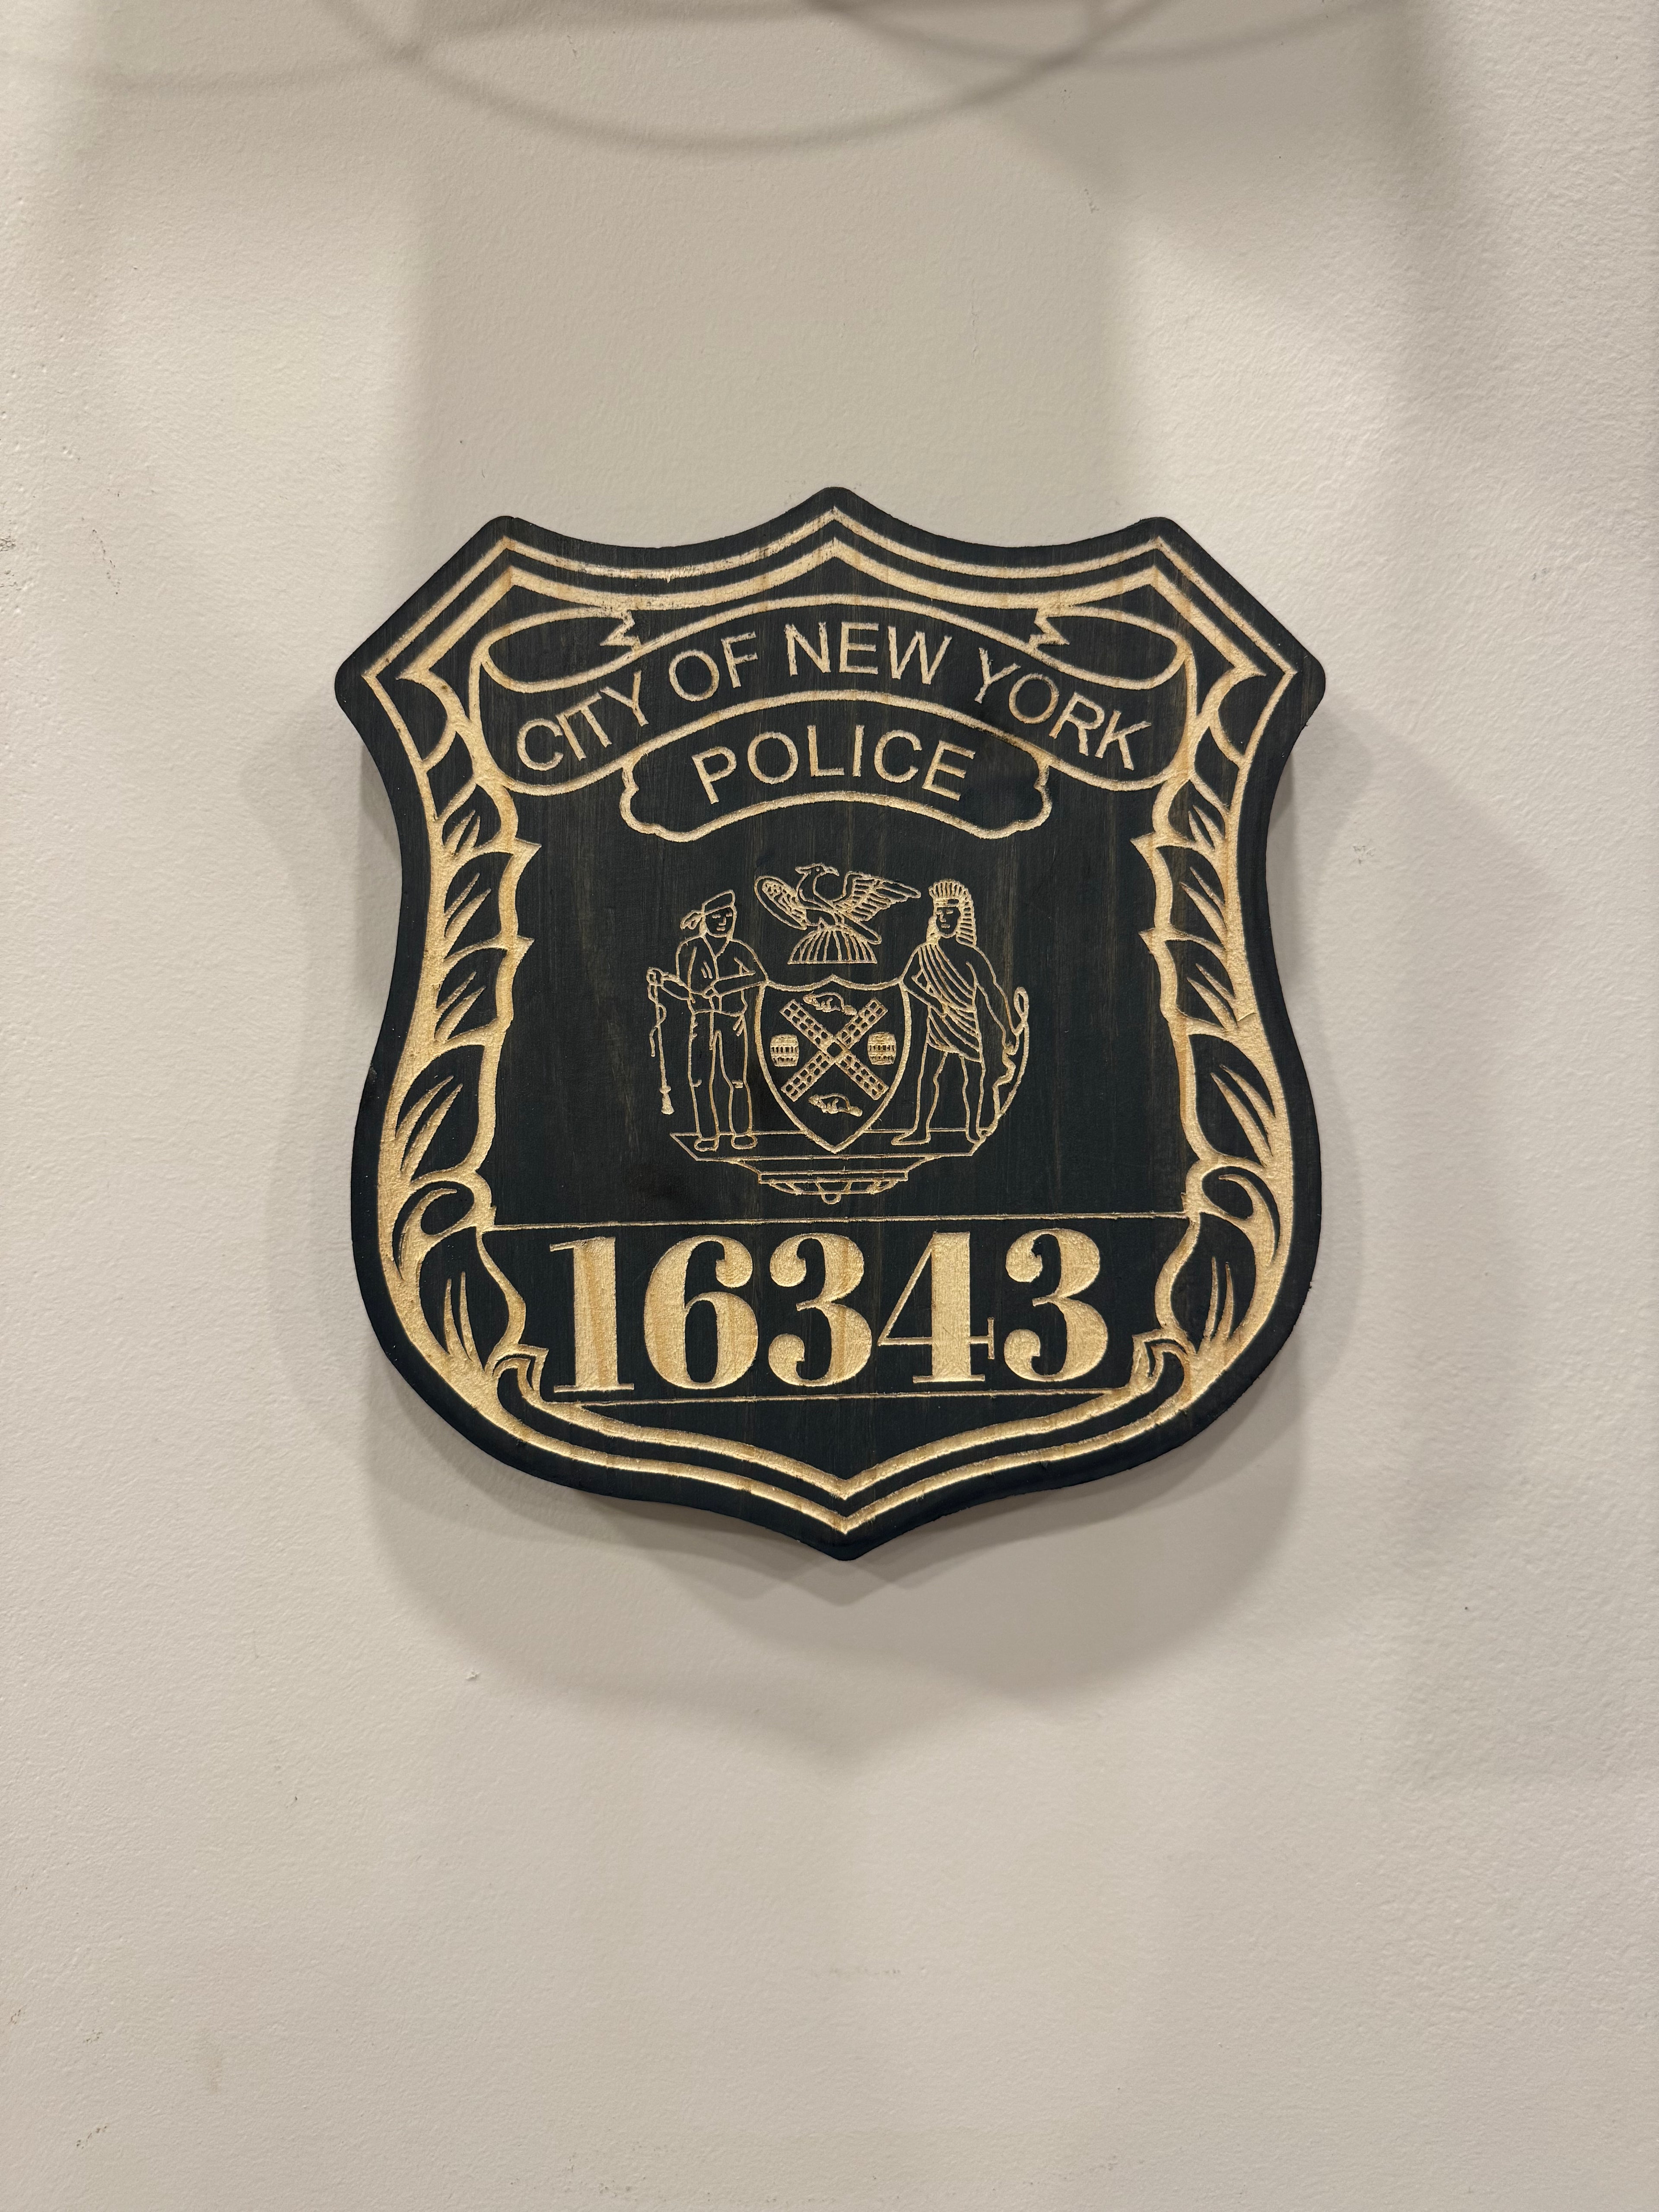 CITY OF NEW YORK
POLICE
16343